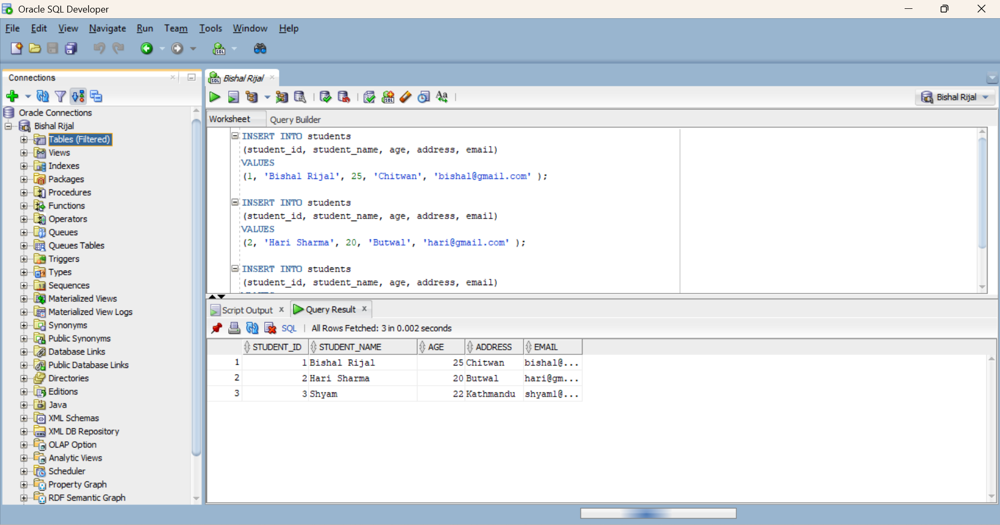 Oracle SQL Developer
File Edit View Navigate Run Team Tools Window Help
Connections
Oracle Connections
Bishal Rijal
Tables (Filtered)
Views
Indexes
Packages
Procedures
Functions
Operators
Queues
Queues Tables
Triggers
Types
Sequences
Materialized Views
Materialized View Logs
Synonyms
Public Synonyms
Database Links
Public Database Links
Directories
Editions
Java
XML Schemas
XML DB Repository
OLAP Option
Analytic Views
Scheduler
Property Graph
RDF Semantic Graph
Bishal Rijal
Bishal Rijal
Worksheet Query Builder
INSERT INTO students
(student_id, student_name, age, address, email)
VALUES
(1, 'Bishal Rijal', 25, 'Chitwan', 'bishal@gmail.com' );
INSERT INTO students
(student_id, student_name, age, address, email)
VALUES
(2, 'Hari Sharma', 20, 'Butwal', 'hari@gmail.com' );
INSERT INTO students
(student_id, student_name, age, address, email)
Script Output Query Result
SQL All Rows Fetched: 3 in 0.002 seconds
STUDENT_ID STUDENT_NAME AGE ADDRESS EMAIL
1 1 Bishal Rijal 25 Chitwan bishal@...
2 2 Hari Sharma 20 Butwal hari@gm...
3 3 Shyam 22 Kathmandu shyam1@...